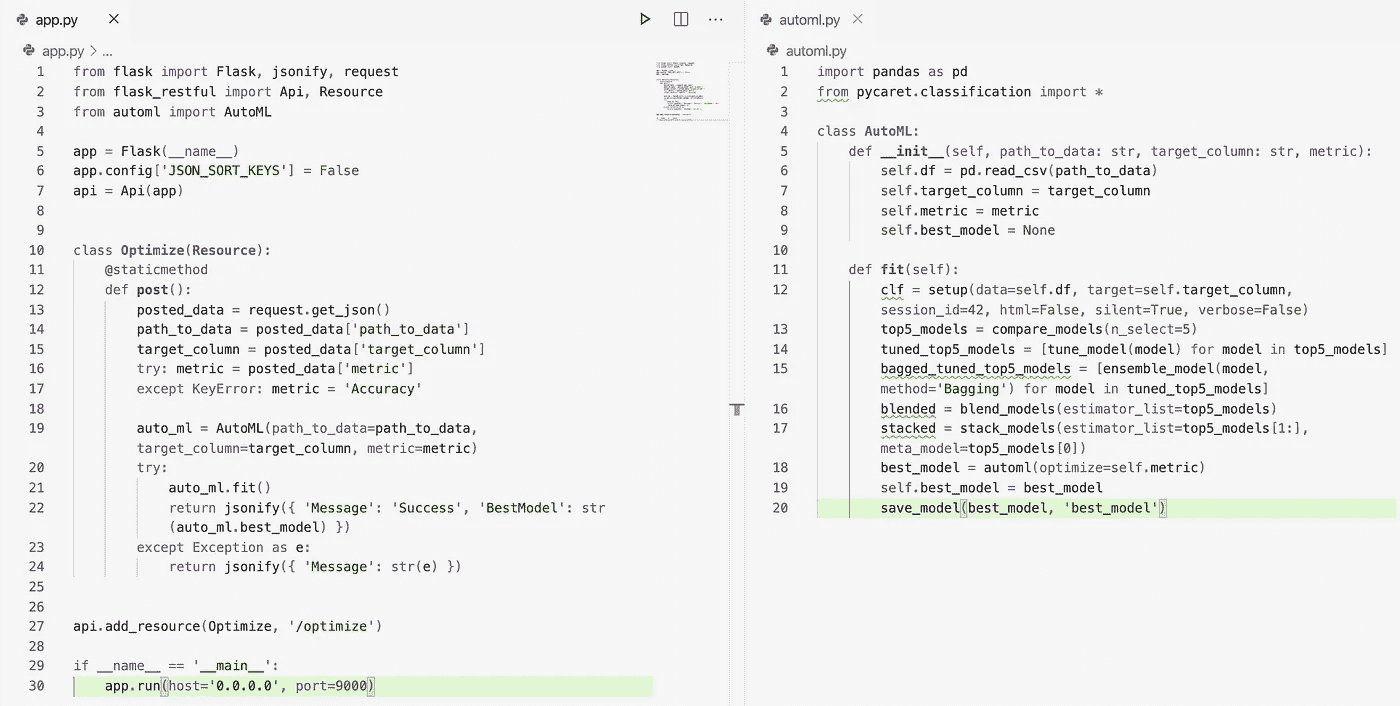 app.py
app.py > ...
1 from flask import Flask, jsonify, request
2 from flask_restful import Api, Resource
3 from automl import AutoML
4
5 app = Flask(__name__)
6 app.config['JSON_SORT_KEYS'] = False
7 api = Api(app)
8
9
10 class Optimize(Resource):
11     @staticmethod
12     def post():
13         posted_data = request.get_json()
14         path_to_data = posted_data['path_to_data']
15         target_column = posted_data['target_column']
16         try: metric = posted_data['metric']
17         except KeyError: metric = 'Accuracy'
18
19         auto_ml = AutoML(path_to_data=path_to_data,
        target_column=target_column, metric=metric)
20         try:
21             auto_ml.fit()
22             return jsonify({ 'Message': 'Success', 'BestModel': str
            (auto_ml.best_model) })
23         except Exception as e:
24             return jsonify({ 'Message': str(e) })
25
26
27 api.add_resource(Optimize, '/optimize')
28
29 if __name__ == '__main__':
30     app.run(host='0.0.0.0', port=9000)
automl.py
automl.py
1 import pandas as pd
2 from pycaret.classification import *
3
4 class AutoML:
5     def __init__(self, path_to_data: str, target_column: str, metric):
6         self.df = pd.read_csv(path_to_data)
7         self.target_column = target_column
8         self.metric = metric
9         self.best_model = None
10
11     def fit(self):
12         clf = setup(data=self.df, target=self.target_column,
        session_id=42, html=False, silent=True, verbose=False)
13         top5_models = compare_models(n_select=5)
14         tuned_top5_models = [tune_model(model) for model in top5_models]
15         bagged_tuned_top5_models = [ensemble_model(model,
        method='Bagging') for model in tuned_top5_models]
16         blended = blend_models(estimator_list=top5_models)
17         stacked = stack_models(estimator_list=top5_models[1:],
        meta_model=top5_models[0])
18         best_model = automl(optimize=self.metric)
19         self.best_model = best_model
20         save_model(best_model, 'best_model')